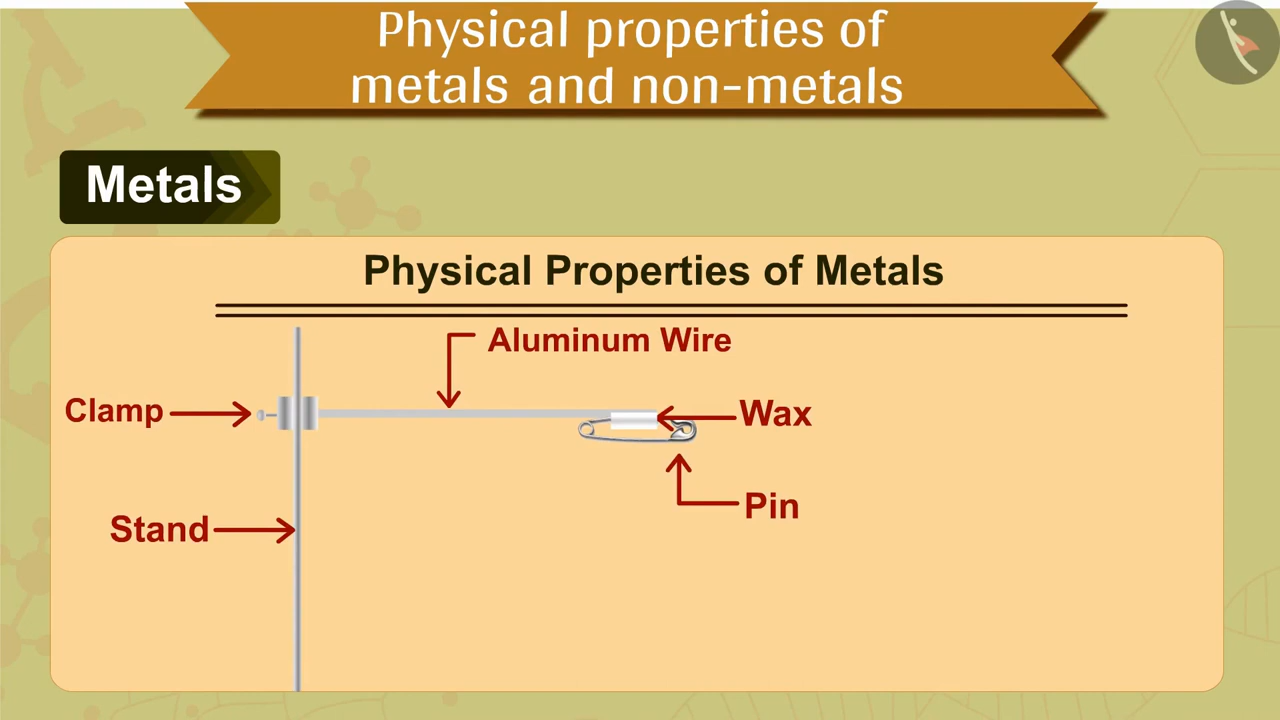 Physical properties of
metals and non-metals
Metals
Physical Properties of Metals
Aluminum Wire
Clamp
Wax
Pin
Stand